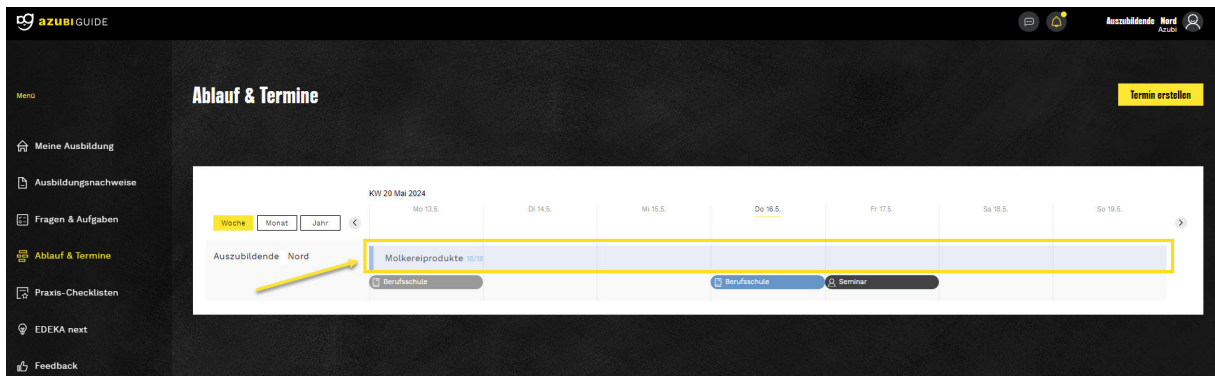 azubiGUIDE
Auszubildende Nord
Azubi
Menü
Ablauf & Termine
Termin erstellen
Meine Ausbildung
Ausbildungsnachweise
Fragen & Aufgaben
Ablauf & Termine
Praxis-Checklisten
EDEKA next
Feedback
KW 20 Mai 2024
Woche Monat Jahr
Mo 13.5. Di 14.5. Mi 15.5. Do 16.5. Fr 17.5. Sa 18.5. So 19.5.
Auszubildende Nord
Molkereiprodukte 18/18
Berufsschule Berufsschule Seminar